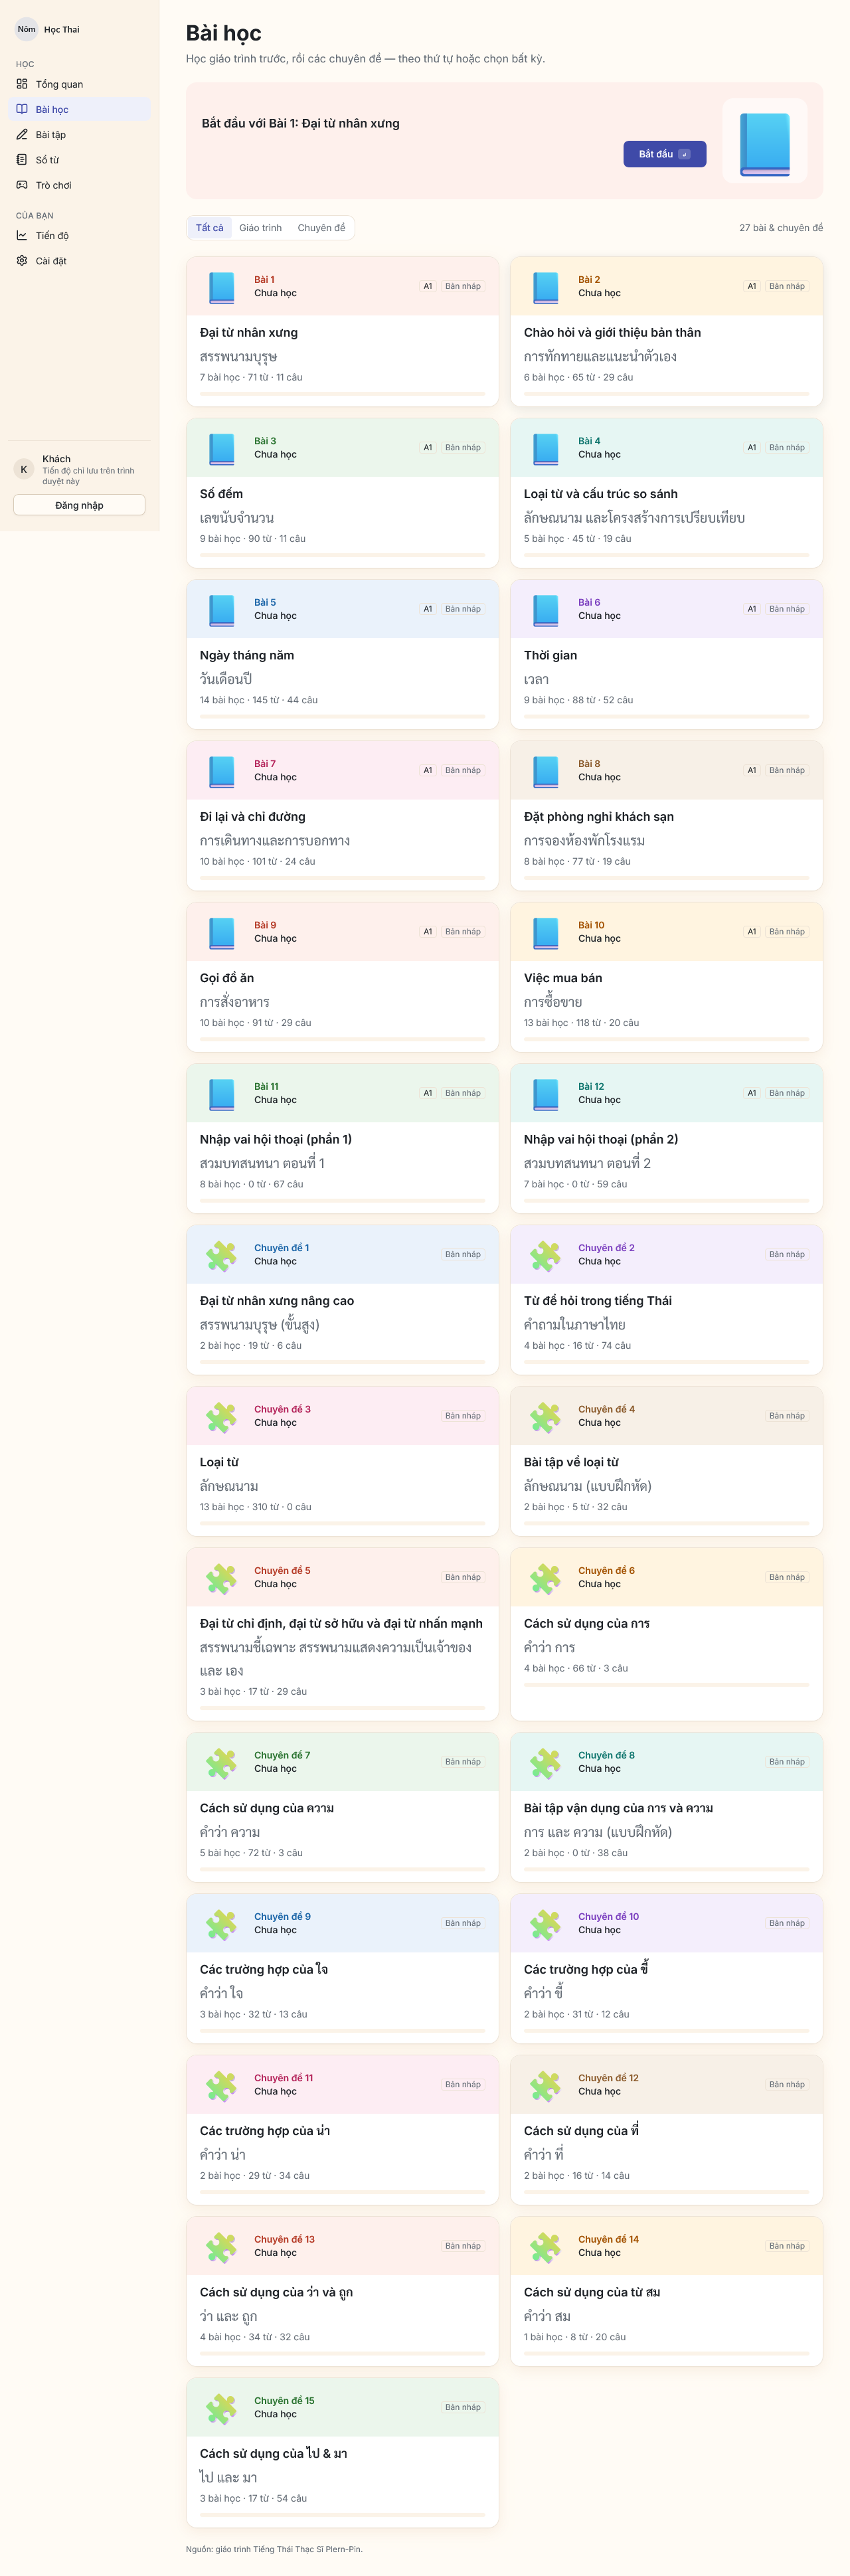 Nôm Học Thai
HỌC
Tổng quan
Bài học
Bài tập
Sổ từ
Trò chơi
CỦA BẠN
Tiến độ
Cài đặt
K
Khách
Tiến độ chỉ lưu trên trình
duyệt này
Đăng nhập
Bài học
Học giáo trình trước, rồi các chuyên đề — theo thứ tự hoặc chọn bất kỳ.
Bắt đầu với Bài 1: Đại từ nhân xưng
Bắt đầu
Tất cả Giáo trình Chuyên đề
27 bài & chuyên đề
Bài 1
Chưa học
A1 Bản nháp
Đại từ nhân xưng
สรรพนามบุรุษ
7 bài học · 71 từ · 11 câu
Bài 2
Chưa học
A1 Bản nháp
Chào hỏi và giới thiệu bản thân
การทักทายและแนะนำตัวเอง
6 bài học · 65 từ · 29 câu
Bài 3
Chưa học
A1 Bản nháp
Số đếm
เลขนับจำนวน
9 bài học · 90 từ · 11 câu
Bài 4
Chưa học
A1 Bản nháp
Loại từ và cấu trúc so sánh
ลักษณนาม และโครงสร้างการเปรียบเทียบ
5 bài học · 45 từ · 19 câu
Bài 5
Chưa học
A1 Bản nháp
Ngày tháng năm
วันเดือนปี
14 bài học · 145 từ · 44 câu
Bài 6
Chưa học
A1 Bản nháp
Thời gian
เวลา
9 bài học · 88 từ · 52 câu
Bài 7
Chưa học
A1 Bản nháp
Đi lại và chỉ đường
การเดินทางและการบอกทาง
10 bài học · 101 từ · 24 câu
Bài 8
Chưa học
A1 Bản nháp
Đặt phòng nghỉ khách sạn
การจองห้องพักโรงแรม
8 bài học · 77 từ · 19 câu
Bài 9
Chưa học
A1 Bản nháp
Gọi đồ ăn
การสั่งอาหาร
10 bài học · 91 từ · 29 câu
Bài 10
Chưa học
A1 Bản nháp
Việc mua bán
การซื้อขาย
13 bài học · 118 từ · 20 câu
Bài 11
Chưa học
A1 Bản nháp
Nhập vai hội thoại (phần 1)
สวมบทสนทนา ตอนที่ 1
8 bài học · 0 từ · 67 câu
Bài 12
Chưa học
A1 Bản nháp
Nhập vai hội thoại (phần 2)
สวมบทสนทนา ตอนที่ 2
7 bài học · 0 từ · 59 câu
Chuyên đề 1
Chưa học
Bản nháp
Đại từ nhân xưng nâng cao
สรรพนามบุรุษ (ขั้นสูง)
2 bài học · 19 từ · 6 câu
Chuyên đề 2
Chưa học
Bản nháp
Từ để hỏi trong tiếng Thái
คำถามในภาษาไทย
4 bài học · 16 từ · 74 câu
Chuyên đề 3
Chưa học
Bản nháp
Loại từ
ลักษณนาม
13 bài học · 310 từ · 0 câu
Chuyên đề 4
Chưa học
Bản nháp
Bài tập về loại từ
ลักษณนาม (แบบฝึกหัด)
2 bài học · 5 từ · 32 câu
Chuyên đề 5
Chưa học
Bản nháp
Đại từ chỉ định, đại từ sở hữu và đại từ nhấn mạnh
สรรพนามชี้เฉพาะ สรรพนามแสดงความเป็นเจ้าของ
และ เอง
3 bài học · 17 từ · 29 câu
Chuyên đề 6
Chưa học
Bản nháp
Cách sử dụng của การ
คำว่า การ
4 bài học · 66 từ · 3 câu
Chuyên đề 7
Chưa học
Bản nháp
Cách sử dụng của ความ
คำว่า ความ
5 bài học · 72 từ · 3 câu
Chuyên đề 8
Chưa học
Bản nháp
Bài tập vận dụng của การ và ความ
การ และ ความ (แบบฝึกหัด)
2 bài học · 0 từ · 38 câu
Chuyên đề 9
Chưa học
Bản nháp
Các trường hợp của ใจ
คำว่า ใจ
3 bài học · 32 từ · 13 câu
Chuyên đề 10
Chưa học
Bản nháp
Các trường hợp của ขี้
คำว่า ขี้
2 bài học · 31 từ · 12 câu
Chuyên đề 11
Chưa học
Bản nháp
Các trường hợp của น่า
คำว่า น่า
2 bài học · 29 từ · 34 câu
Chuyên đề 12
Chưa học
Bản nháp
Cách sử dụng của ที่
คำว่า ที่
2 bài học · 16 từ · 14 câu
Chuyên đề 13
Chưa học
Bản nháp
Cách sử dụng của ว่า và ถูก
ว่า และ ถูก
4 bài học · 34 từ · 32 câu
Chuyên đề 14
Chưa học
Bản nháp
Cách sử dụng của từ สม
คำว่า สม
1 bài học · 8 từ · 20 câu
Chuyên đề 15
Chưa học
Bản nháp
Cách sử dụng của ไป & มา
ไป และ มา
3 bài học · 17 từ · 54 câu
Nguồn: giáo trình Tiếng Thái Thạc Sĩ Plern-Pin.